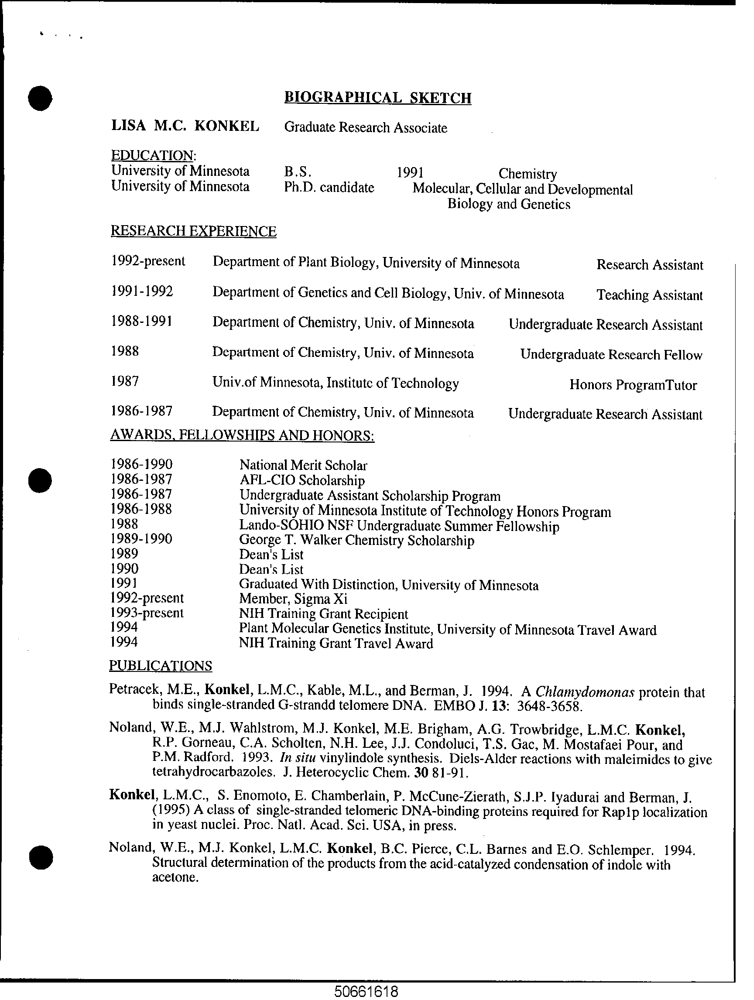 BIOGRAPHICAL SKETCH
LISA M.C. KONKEL Graduate Research Associate
EDUCATION:
University of Minnesota B.S. 1991 Chemistry
University of Minnesota Ph.D. candidate Molecular, Cellular and Developmental
Biology and Genetics
RESEARCH EXPERIENCE
1992-present Department of Plant Biology, University of Minnesota Research Assistant
1991-1992 Department of Genetics and Cell Biology, Univ. of Minnesota Teaching Assistant
1988-1991 Department of Chemistry, Univ. of Minnesota Undergraduate Research Assistant
1988 Department of Chemistry, Univ. of Minnesota Undergraduate Research Fellow
1987 Univ.of Minnesota, Institute of Technology Honors ProgramTutor
1986-1987 Department of Chemistry, Univ. of Minnesota Undergraduate Research Assistant
AWARDS, FELLOWSHIPS AND HONORS:
1986-1990 National Merit Scholar
1986-1987 AFL-CIO Scholarship
1986-1987 Undergraduate Assistant Scholarship Program
1986-1988 University of Minnesota Institute of Technology Honors Program
1988 Lando-SOHIO NSF Undergraduate Summer Fellowship
1989-1990 George T. Walker Chemistry Scholarship
1989 Dean's List
1990 Dean's List
1991 Graduated With Distinction, University of Minnesota
1992-present Member, Sigma Xi
1993-present NIH Training Grant Recipient
1994 Plant Molecular Genetics Institute, University of Minnesota Travel Award
1994 NIH Training Grant Travel Award
PUBLICATIONS
Petracek, M.E., Konkel, L.M.C., Kable, M.L., and Berman, J. 1994. A Chlamydomonas protein that
binds single-stranded G-strandd telomere DNA. EMBO J. 13: 3648-3658.
Noland, W.E., M.J. Wahlstrom, M.J. Konkel, M.E. Brigham, A.G. Trowbridge, L.M.C. Konkel,
R.P. Gorneau, C.A. Scholten, N.H. Lee, J.J. Condoluci, T.S. Gac, M. Mostafaei Pour, and
P.M. Radford. 1993. In situ vinylindole synthesis. Diels-Alder reactions with maleimides to give
tetrahydrocarbazoles. J. Heterocyclic Chem. 30 81-91.
Konkel, L.M.C., S. Enomoto, E. Chamberlain, P. McCune-Zierath, S.J.P. Iyadurai and Berman, J.
(1995) A class of single-stranded telomeric DNA-binding proteins required for Rap1p localization
in yeast nuclei. Proc. Natl. Acad. Sci. USA, in press.
Noland, W.E., M.J. Konkel, L.M.C. Konkel, B.C. Pierce, C.L. Barnes and E.O. Schlemper. 1994.
Structural determination of the products from the acid-catalyzed condensation of indole with
acetone.
50661618